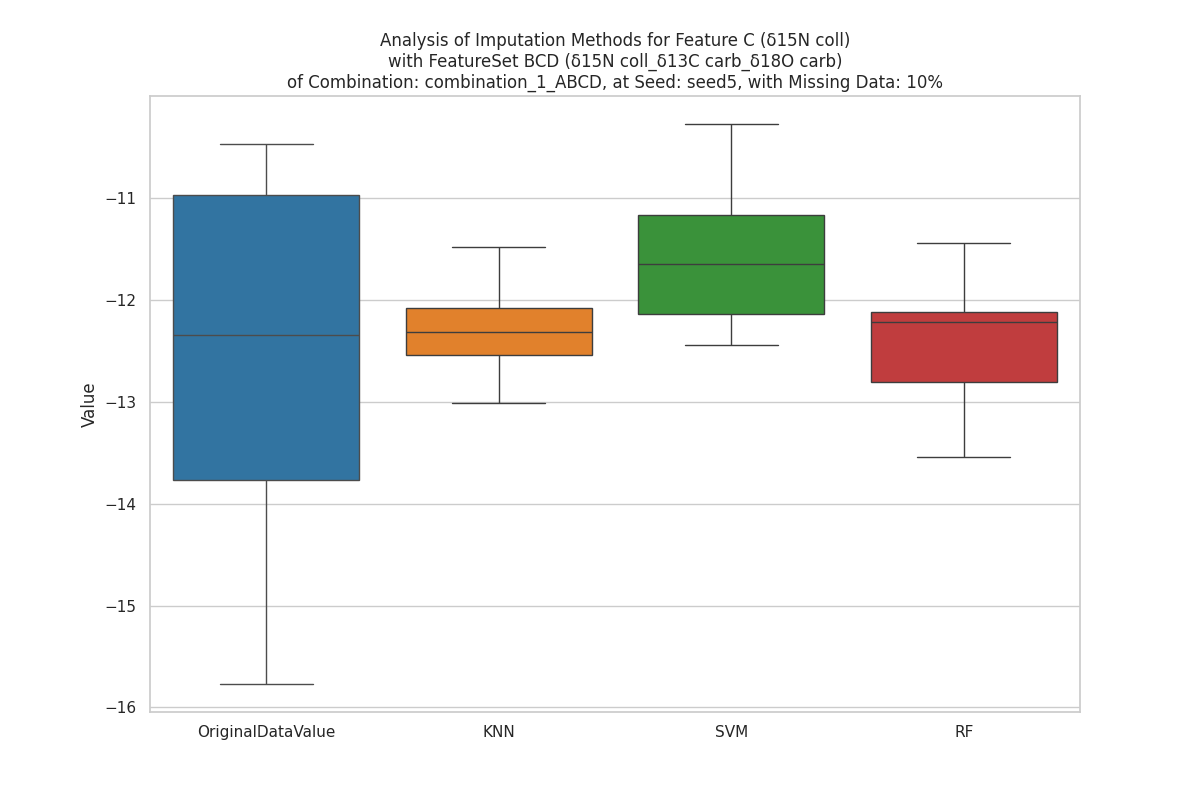 Analysis of Imputation Methods for Feature C (δ15N coll)
with FeatureSet BCD (δ15N coll_δ13C carb_δ18O carb)
of Combination: combination_1_ABCD, at Seed: seed5, with Missing Data: 10%
Value
−11
−12
−13
−14
−15
−16
OriginalDataValue
KNN
SVM
RF